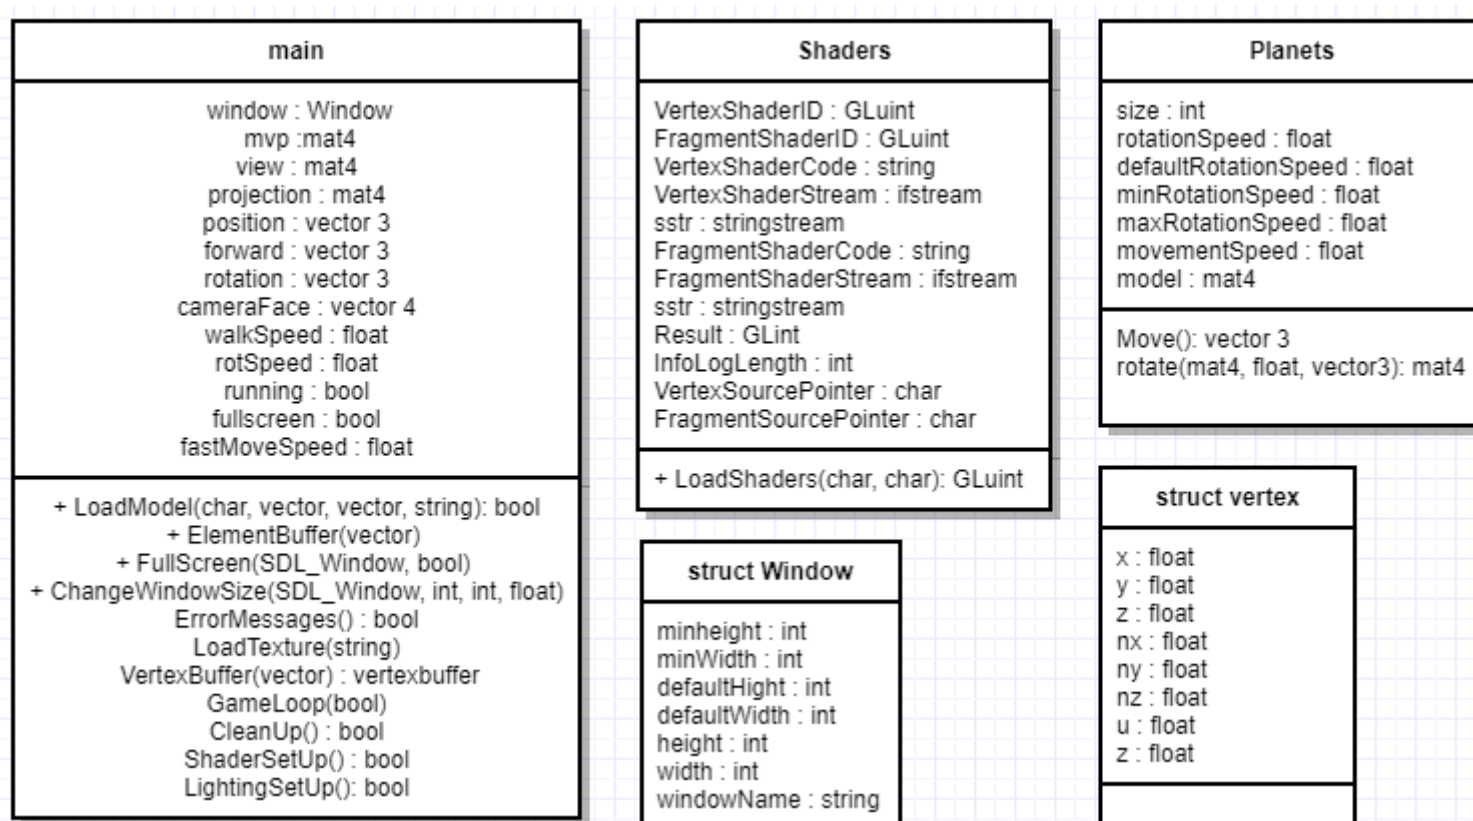 main
window : Window
mvp :mat4
view : mat4
projection : mat4
position : vector 3
forward : vector 3
rotation : vector 3
cameraFace : vector 4
walkSpeed : float
rotSpeed : float
running : bool
fullscreen : bool
fastMoveSpeed : float
+ LoadModel(char, vector, vector, string): bool
+ ElementBuffer(vector)
+ FullScreen(SDL_Window, bool)
+ ChangeWindowSize(SDL_Window, int, int, float)
ErrorMessages() : bool
LoadTexture(string)
VertexBuffer(vector) : vertexbuffer
GameLoop(bool)
CleanUp() : bool
ShaderSetUp() : bool
LightingSetUp(): bool
Shaders
VertexShaderID : GLuint
FragmentShaderID : GLuint
VertexShaderCode : string
VertexShaderStream : ifstream
sstr : stringstream
FragmentShaderCode : string
FragmentShaderStream : ifstream
sstr : stringstream
Result : GLint
InfoLogLength : int
VertexSourcePointer : char
FragmentSourcePointer : char
+ LoadShaders(char, char): GLuint
struct Window
minheight : int
minWidth : int
defaultHight : int
defaultWidth : int
height : int
width : int
windowName : string
Planets
size : int
rotationSpeed : float
defaultRotationSpeed : float
minRotationSpeed : float
maxRotationSpeed : float
movementSpeed : float
model : mat4
Move(): vector 3
rotate(mat4, float, vector3): mat4
struct vertex
x : float
y : float
z : float
nx : float
ny : float
nz : float
u : float
z : float